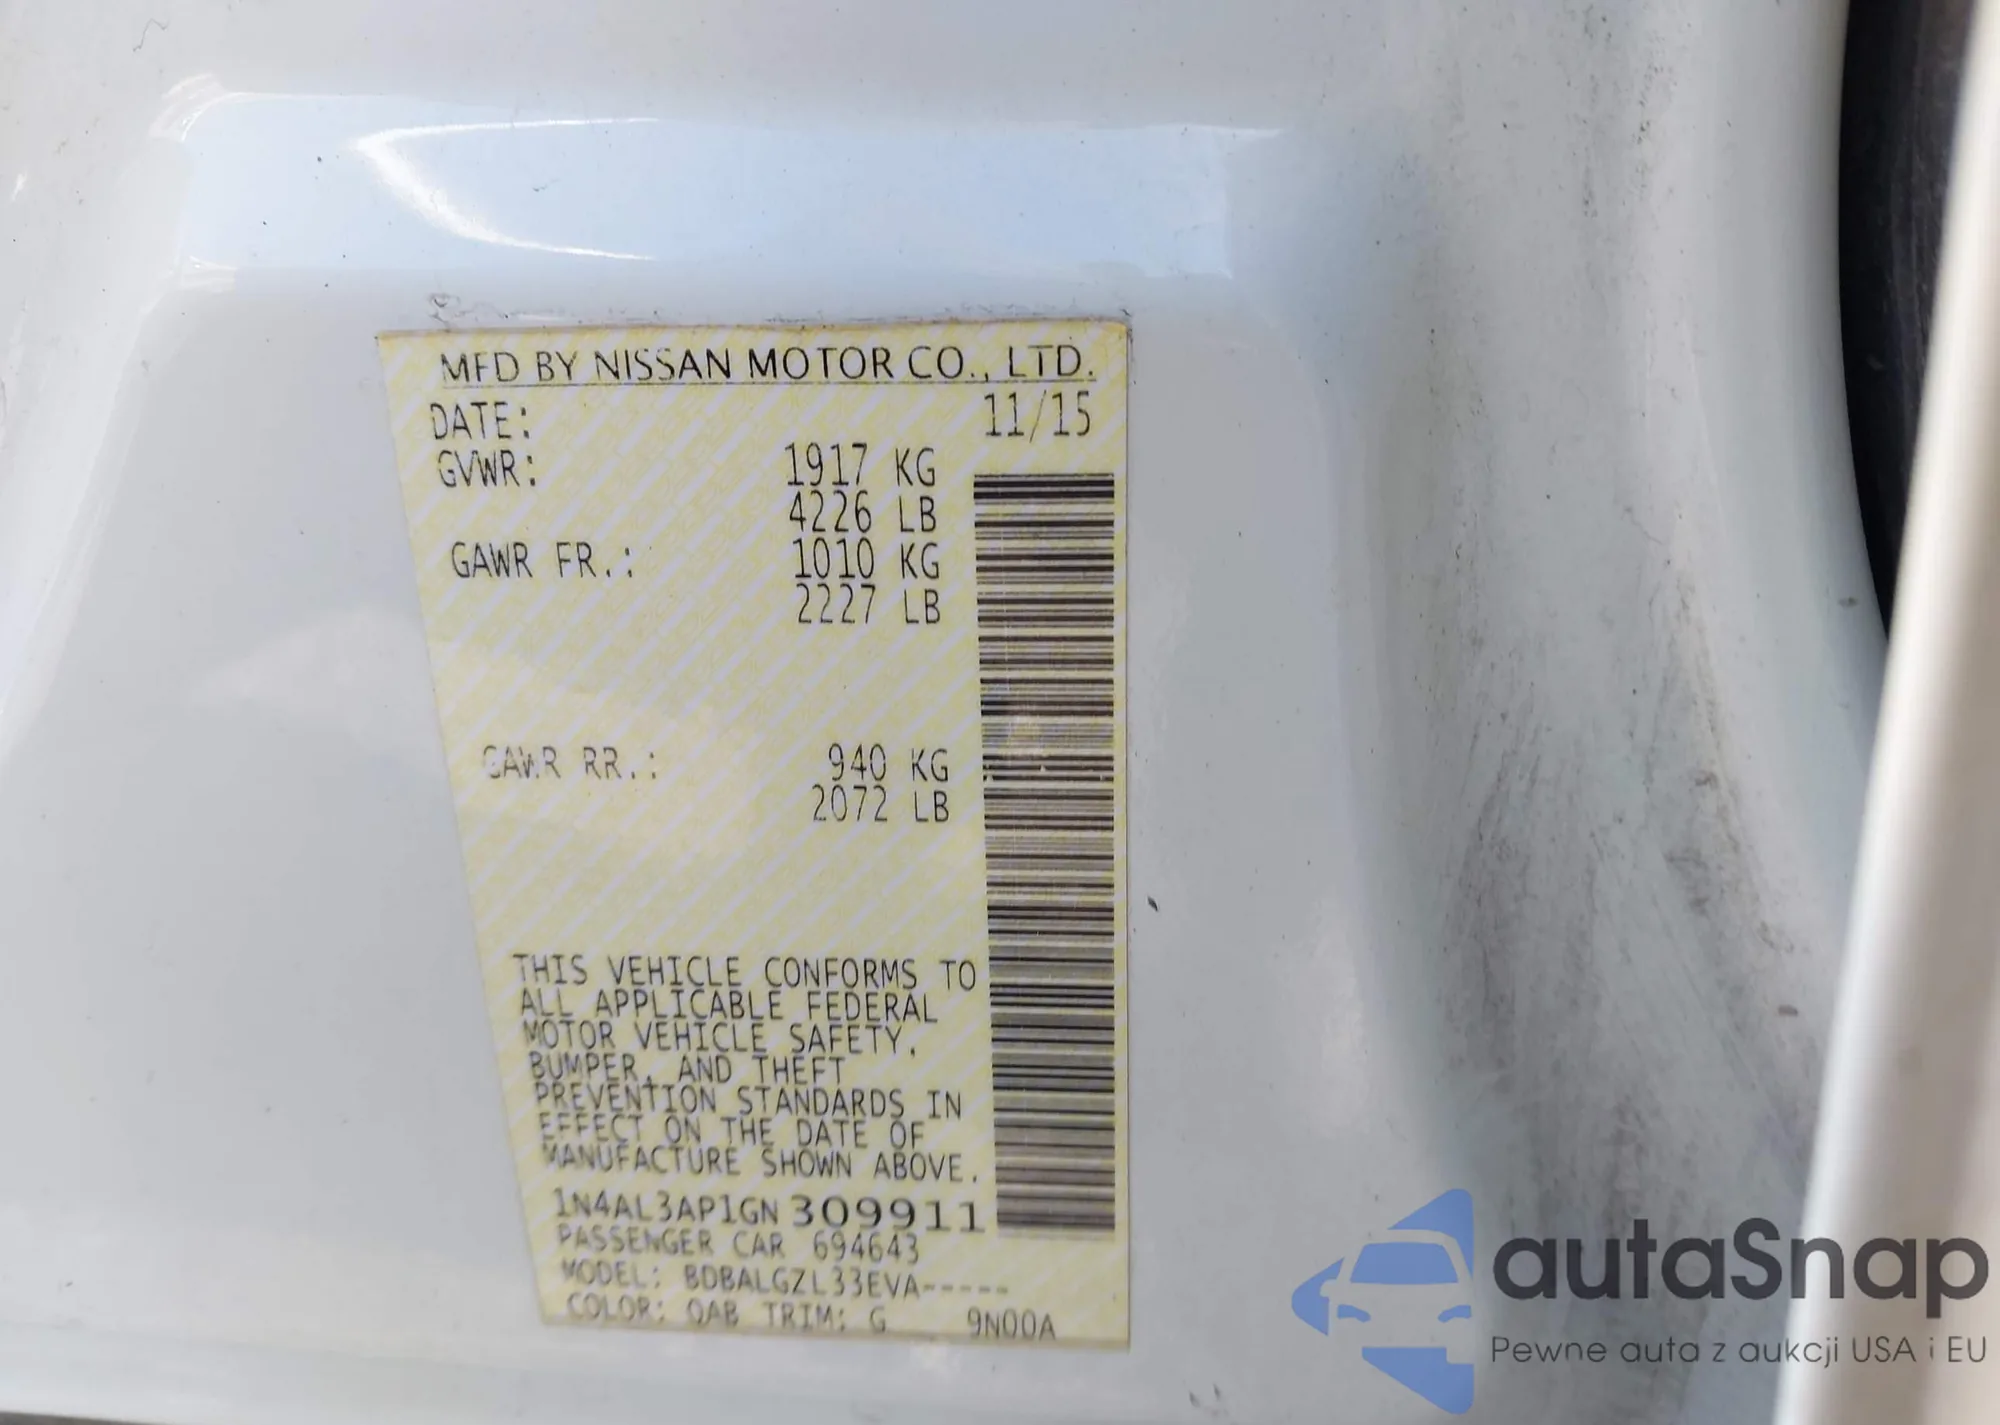 MFD BY NISSAN MOTOR CO., LTD.
DATE: 11/15
GVWR: 1917 KG
4226 LB
GAWR FR.: 1010 KG
2227 LB
GAWR RR.: 940 KG
2072 LB
THIS VEHICLE CONFORMS TO
ALL APPLICABLE FEDERAL
MOTOR VEHICLE SAFETY,
BUMPER, AND THEFT
PREVENTION STANDARDS IN
EFFECT ON THE DATE OF
MANUFACTURE SHOWN ABOVE.
1N4AL3AP1GN309911
PASSENGER CAR 694643
MODEL: BDBALGZL33EVA-----
COLOR: QAB TRIM: G 9N00A
autaSnap
Pewne auta z aukcji USA i EU